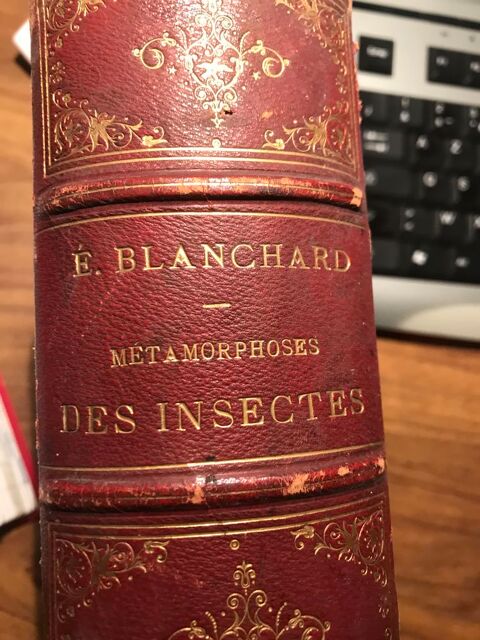 É. BLANCHARD
—
MÉTAMORPHOSES
DES INSECTES